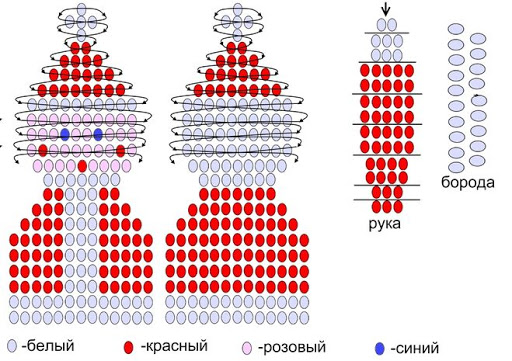 борода
рука
-белый -красный -розовый -синий